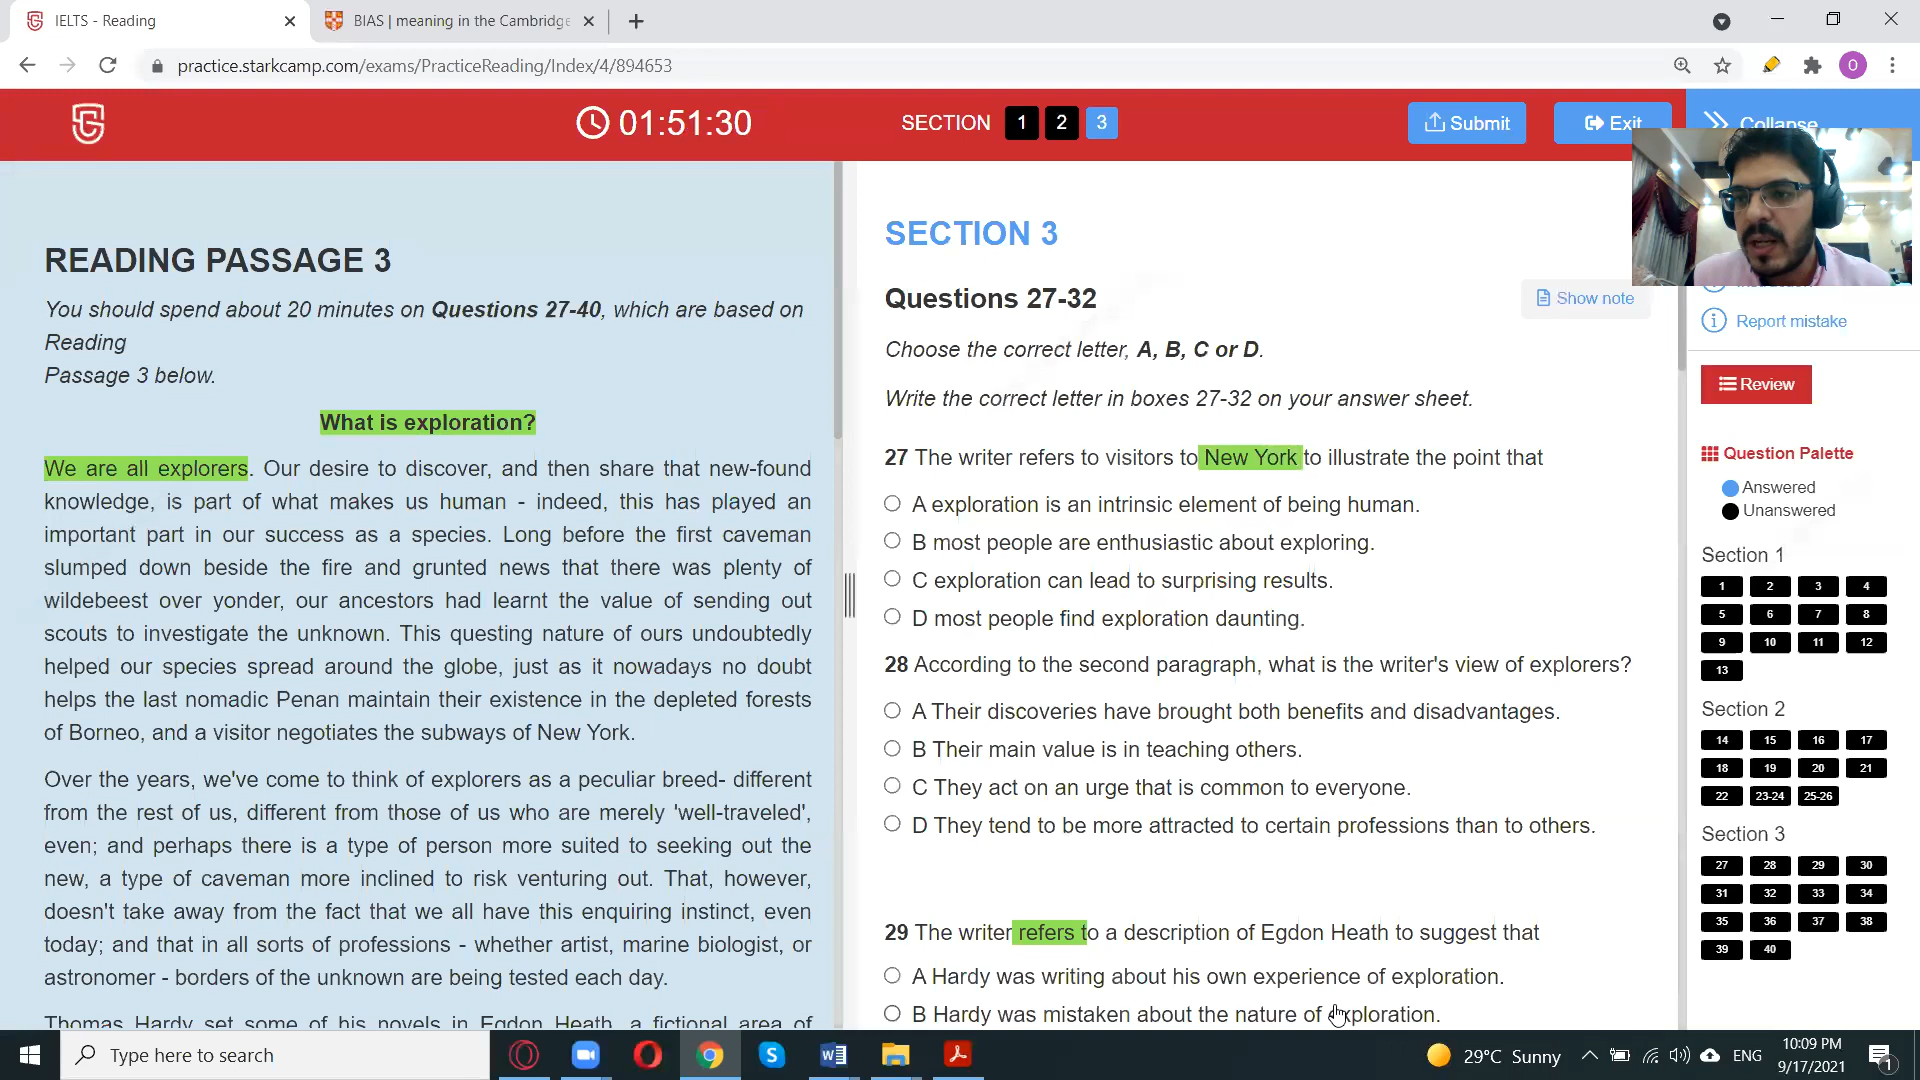 IELTS - Reading
BIAS | meaning in the Cambridge
practice.starkcamp.com/exams/PracticeReading/Index/4/894653
O
01:51:30
SECTION 1 2 3
Submit
Exit
Collapse
READING PASSAGE 3
You should spend about 20 minutes on Questions 27-40, which are based on
Reading
Passage 3 below.
What is exploration?
We are all explorers. Our desire to discover, and then share that new-found
knowledge, is part of what makes us human - indeed, this has played an
important part in our success as a species. Long before the first caveman
slumped down beside the fire and grunted news that there was plenty of
wildebeest over yonder, our ancestors had learnt the value of sending out
scouts to investigate the unknown. This questing nature of ours undoubtedly
helped our species spread around the globe, just as it nowadays no doubt
helps the last nomadic Penan maintain their existence in the depleted forests
of Borneo, and a visitor negotiates the subways of New York.
Over the years, we've come to think of explorers as a peculiar breed- different
from the rest of us, different from those of us who are merely 'well-traveled',
even; and perhaps there is a type of person more suited to seeking out the
new, a type of caveman more inclined to risk venturing out. That, however,
doesn't take away from the fact that we all have this enquiring instinct, even
today; and that in all sorts of professions - whether artist, marine biologist, or
astronomer - borders of the unknown are being tested each day.
Thomas Hardy set some of his novels in Egdon Heath, a fictional area of
SECTION 3
Questions 27-32
Show note
Choose the correct letter, A, B, C or D.
Write the correct letter in boxes 27-32 on your answer sheet.
27 The writer refers to visitors to New York to illustrate the point that
A exploration is an intrinsic element of being human.
B most people are enthusiastic about exploring.
C exploration can lead to surprising results.
D most people find exploration daunting.
28 According to the second paragraph, what is the writer's view of explorers?
A Their discoveries have brought both benefits and disadvantages.
B Their main value is in teaching others.
C They act on an urge that is common to everyone.
D They tend to be more attracted to certain professions than to others.
29 The writer refers to a description of Egdon Heath to suggest that
A Hardy was writing about his own experience of exploration.
B Hardy was mistaken about the nature of exploration.
Report mistake
Review
Question Palette
Answered
Unanswered
Section 1
1 2 3 4
5 6 7 8
9 10 11 12
13
Section 2
14 15 16 17
18 19 20 21
22 23-24 25-26
Section 3
27 28 29 30
31 32 33 34
35 36 37 38
39 40
Type here to search
29°C Sunny
ENG
10:09 PM
9/17/2021
1